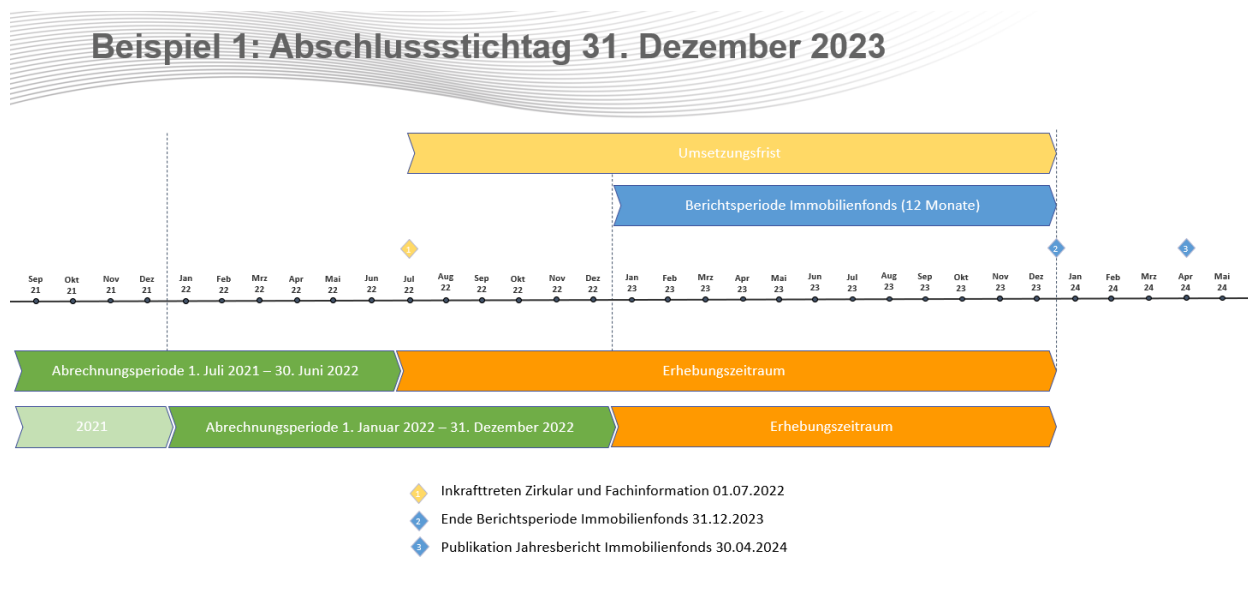 Beispiel 1: Abschlussstichtag 31. Dezember 2023
Umsetzungsfrist
Berichtsperiode Immobilienfonds (12 Monate)
1
2
3
Sep Okt Nov Dez Jan Feb Mrz Apr Mai Jun Jul Aug Sep Okt Nov Dez Jan Feb Mrz Apr Mai Jun Jul Aug Sep Okt Nov Dez Jan Feb Mrz Apr Mai
21 21 21 21 22 22 22 22 22 22 22 22 22 22 22 22 23 23 23 23 23 23 23 23 23 23 23 23 24 24 24 24 24
Abrechnungsperiode 1. Juli 2021 – 30. Juni 2022
Erhebungszeitraum
2021
Abrechnungsperiode 1. Januar 2022 – 31. Dezember 2022
Erhebungszeitraum
1 Inkrafttreten Zirkular und Fachinformation 01.07.2022
2 Ende Berichtsperiode Immobilienfonds 31.12.2023
3 Publikation Jahresbericht Immobilienfonds 30.04.2024